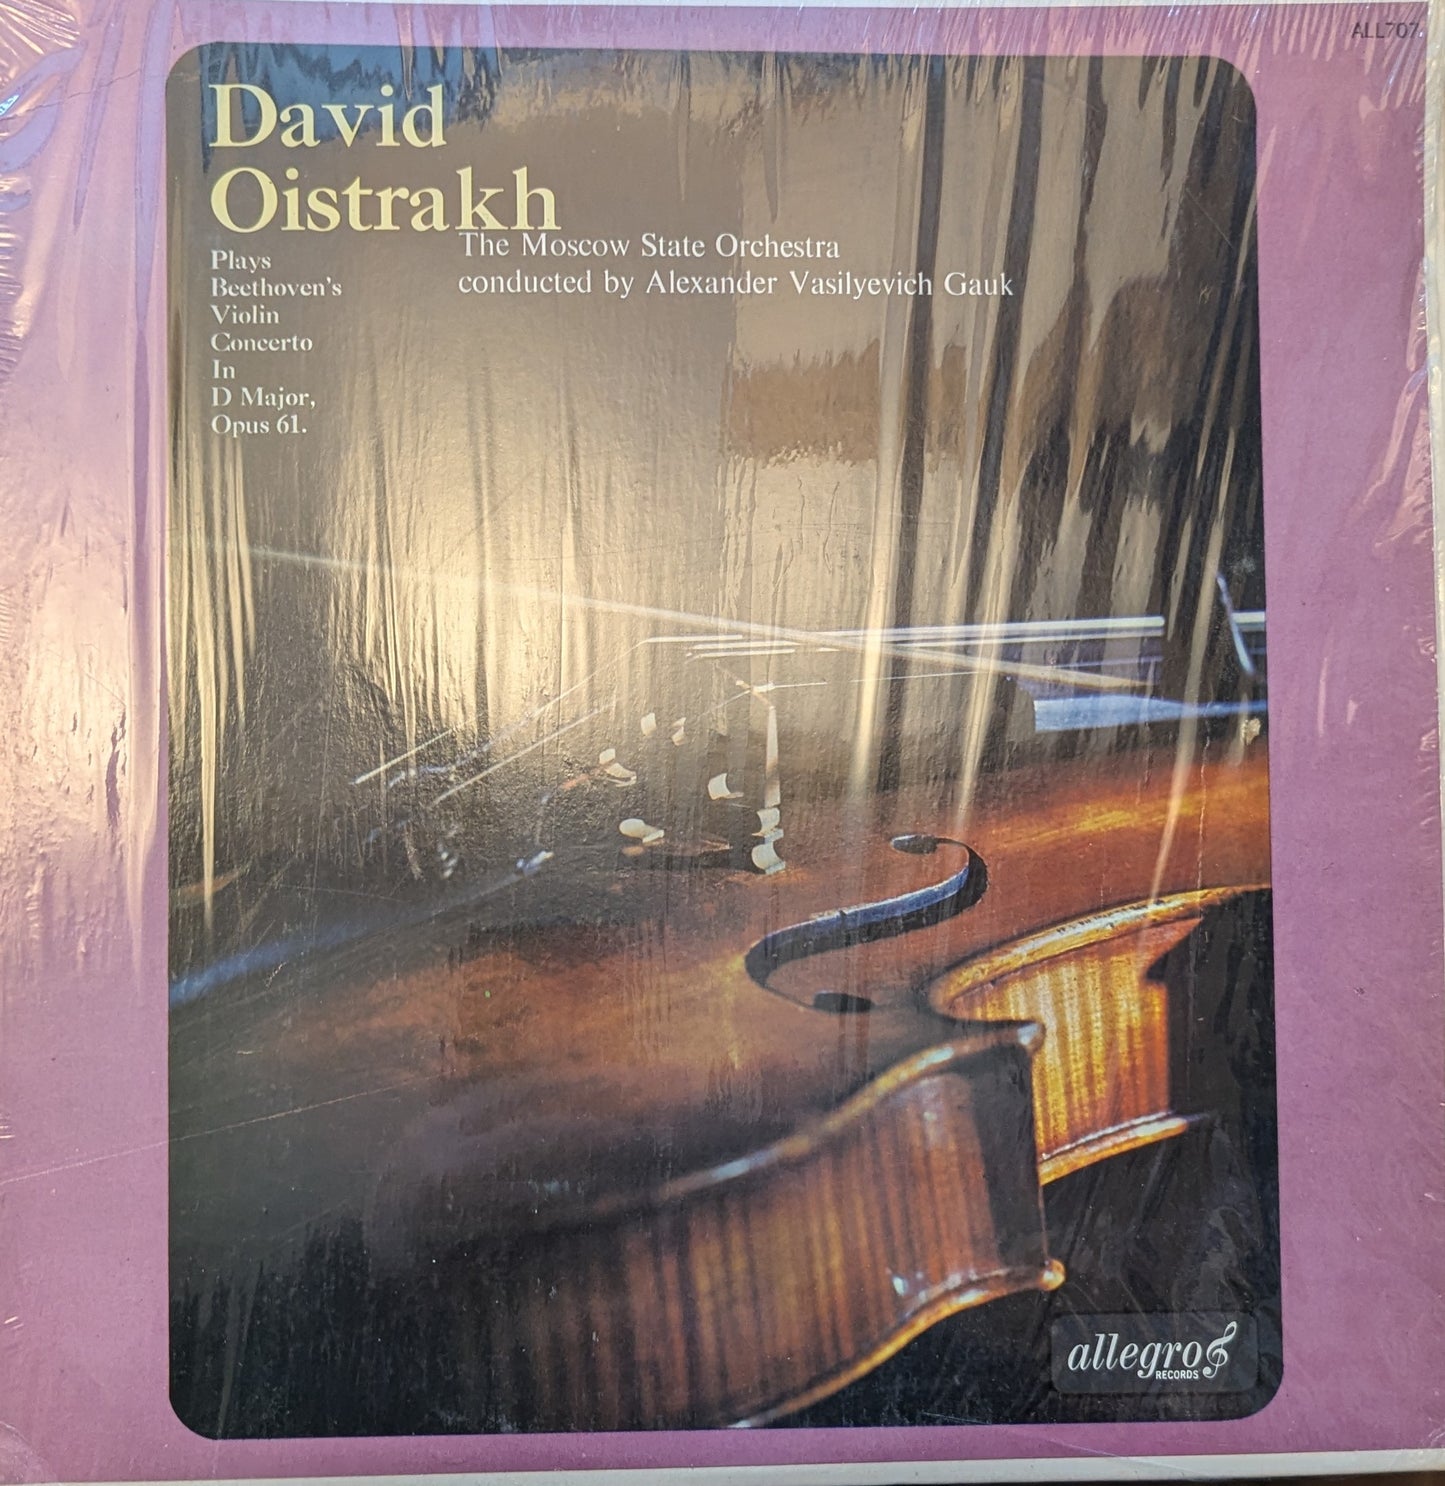 ALL707
David
Oistrakh
Plays
Beethoven's
Violin
Concerto
In
D Major,
Opus 61.
The Moscow State Orchestra
conducted by Alexander Vasilyevich Gauk
allegro
RECORDS